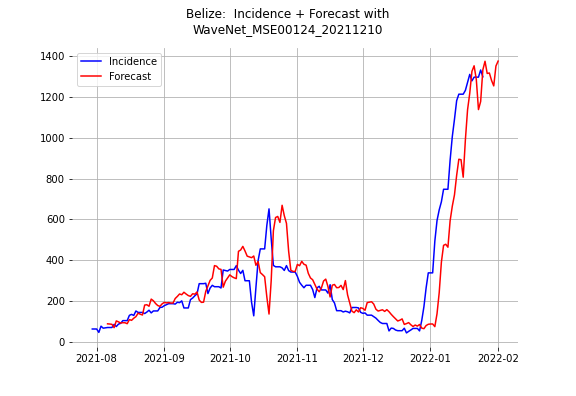 Belize:  Incidence + Forecast with
WaveNet_MSE00124_20211210
Incidence
Forecast
1400
1200
1000
800
600
400
200
0
2021-08 2021-09 2021-10 2021-11 2021-12 2022-01 2022-02